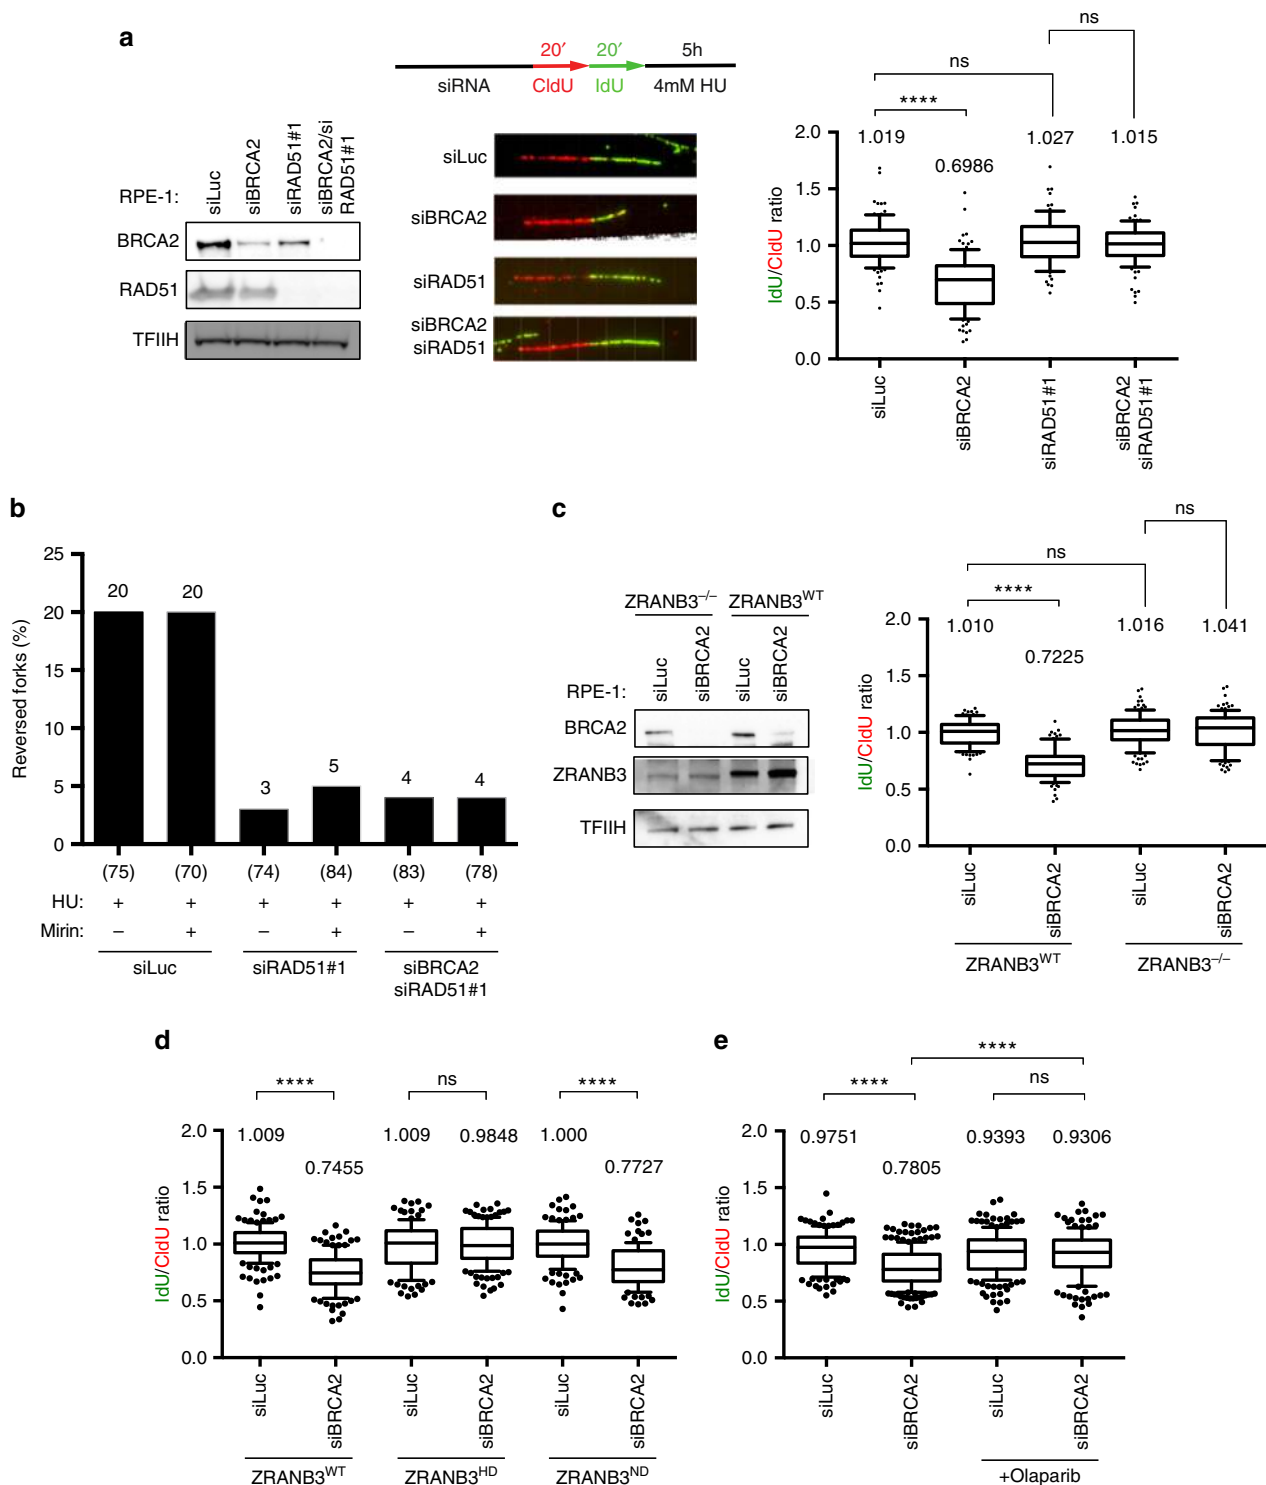 a
20′ 20′ 5h
siRNA CldU IdU 4mM HU
RPE-1: siLuc siBRCA2 siRAD51#1 siBRCA2/si RAD51#1
BRCA2
RAD51
TFIIH
siLuc
siBRCA2
siRAD51
siBRCA2
siRAD51
ns
ns
****
1.019 0.6986 1.027 1.015
IdU/CldU ratio
2.0
1.5
1.0
0.5
0.0
siLuc siBRCA2 siRAD51#1 siBRCA2 siRAD51#1
b
Reversed forks (%)
25
20
15
10
5
0
20 20 3 5 4 4
(75) (70) (74) (84) (83) (78)
HU: + + + + + +
Mirin: – + – + – +
siLuc siRAD51#1 siBRCA2
siRAD51#1
c
ZRANB3–/– ZRANB3WT
RPE-1: siLuc siBRCA2 siLuc siBRCA2
BRCA2
ZRANB3
TFIIH
ns
ns
****
1.010 0.7225 1.016 1.041
IdU/CldU ratio
2.0
1.5
1.0
0.5
0.0
siLuc siBRCA2 siLuc siBRCA2
ZRANB3WT ZRANB3–/–
d
**** ns ****
1.009 0.7455 1.009 0.9848 1.000 0.7727
IdU/CldU ratio
2.0
1.5
1.0
0.5
0.0
siLuc siBRCA2 siLuc siBRCA2 siLuc siBRCA2
ZRANB3WT ZRANB3HD ZRANB3ND
e
****
**** ns
0.9751 0.7805 0.9393 0.9306
IdU/CldU ratio
2.0
1.5
1.0
0.5
0.0
siLuc siBRCA2 siLuc siBRCA2
+Olaparib